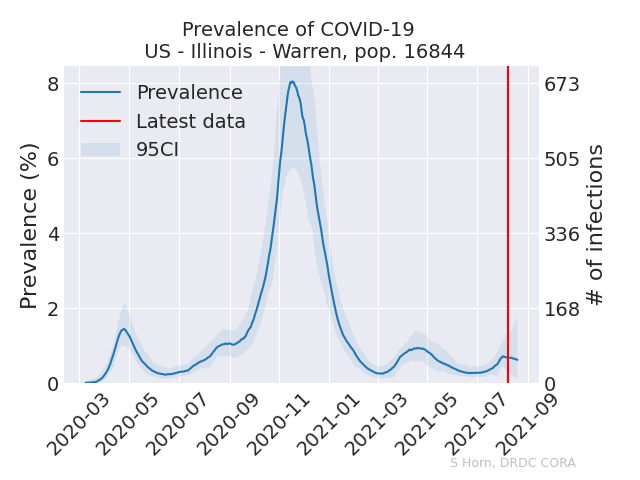 Prevalence of COVID-19
US - Illinois - Warren, pop. 16844
Prevalence
Latest data
95CI
Prevalence (%)
8
6
4
2
0
673
505
336
168
0
# of infections
2020-03
2020-05
2020-07
2020-09
2020-11
2021-01
2021-03
2021-05
2021-07
2021-09
S Horn, DRDC CORA